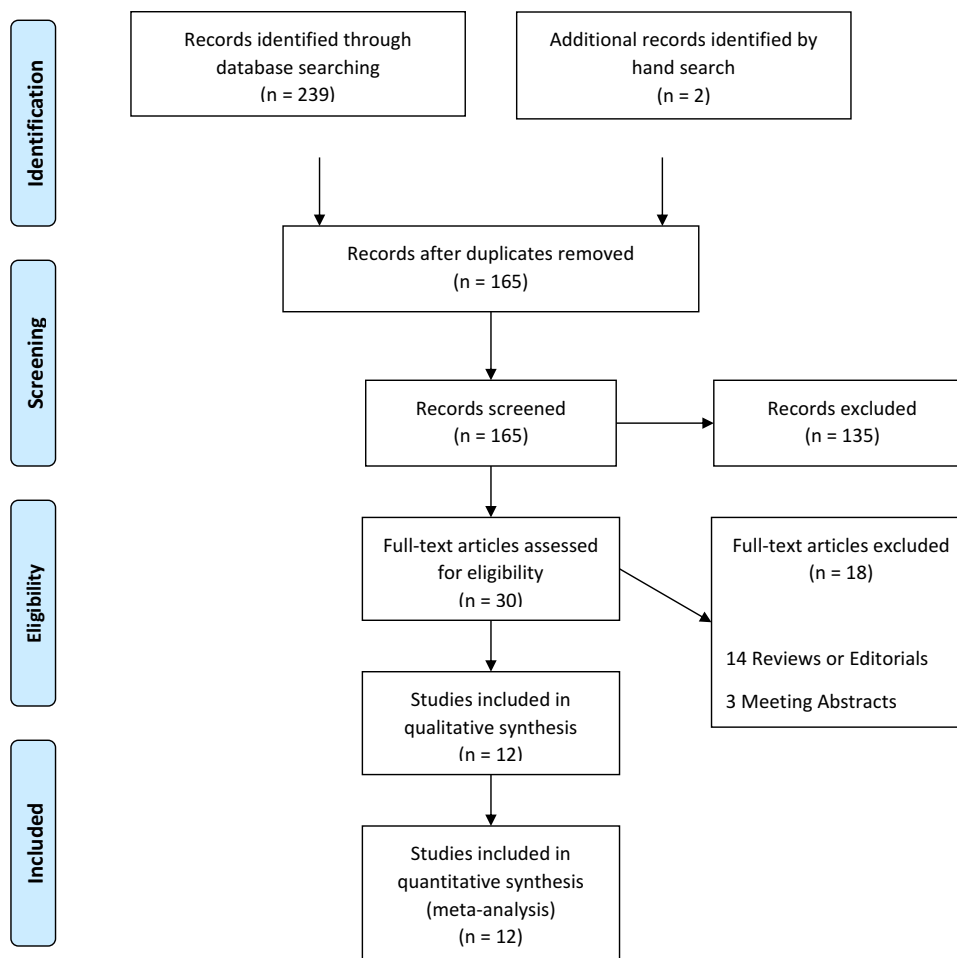 Identification
Records identified through
database searching
(n = 239)
Additional records identified by
hand search
(n = 2)
Records after duplicates removed
(n = 165)
Screening
Records screened
(n = 165)
Records excluded
(n = 135)
Eligibility
Full-text articles assessed
for eligibility
(n = 30)
Full-text articles excluded
(n = 18)
14 Reviews or Editorials
3 Meeting Abstracts
Studies included in
qualitative synthesis
(n = 12)
Included
Studies included in
quantitative synthesis
(meta-analysis)
(n = 12)